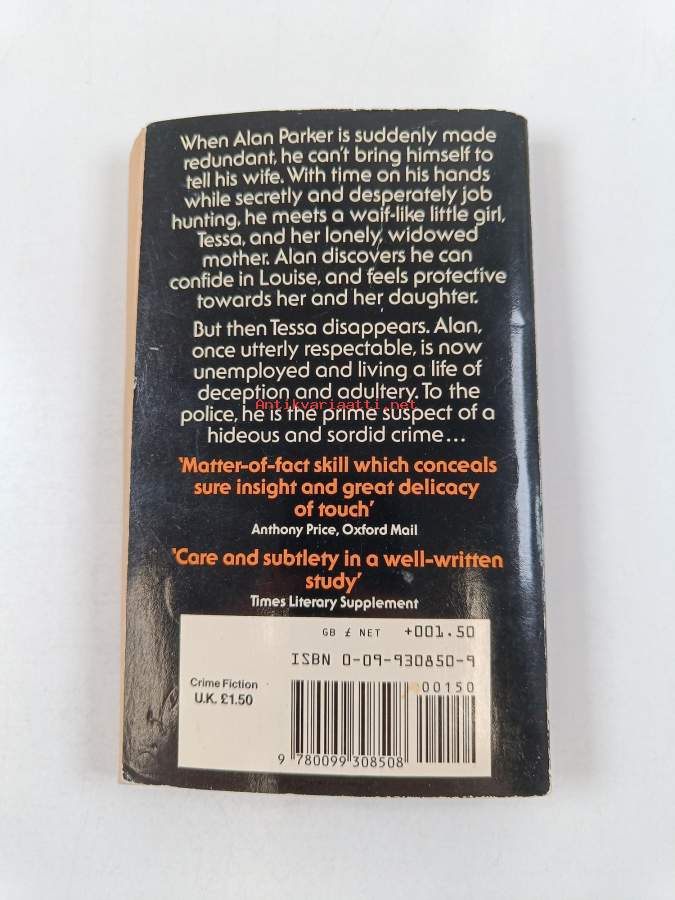 When Alan Parker is suddenly made
redundant, he can't bring himself to
tell his wife. With time on his hands
while secretly and desperately job
hunting, he meets a waif-like little girl,
Tessa, and her lonely, widowed
mother. Alan discovers he can
confide in Louise, and feels protective
towards her and her daughter.
But then Tessa disappears. Alan,
once utterly respectable, is now
unemployed and living a life of
deception and adultery. To the
Antikvariaatti.net
police, he is the prime suspect of a
hideous and sordid crime...
'Matter-of-fact skill which conceals
sure insight and great delicacy
of touch'
Anthony Price, Oxford Mail
'Care and subtlety in a well-written
study'
Times Literary Supplement
GB £ NET +001.50
ISBN 0-09-930850-9
Crime Fiction
U.K. £1.50
00150
9 780099 308508